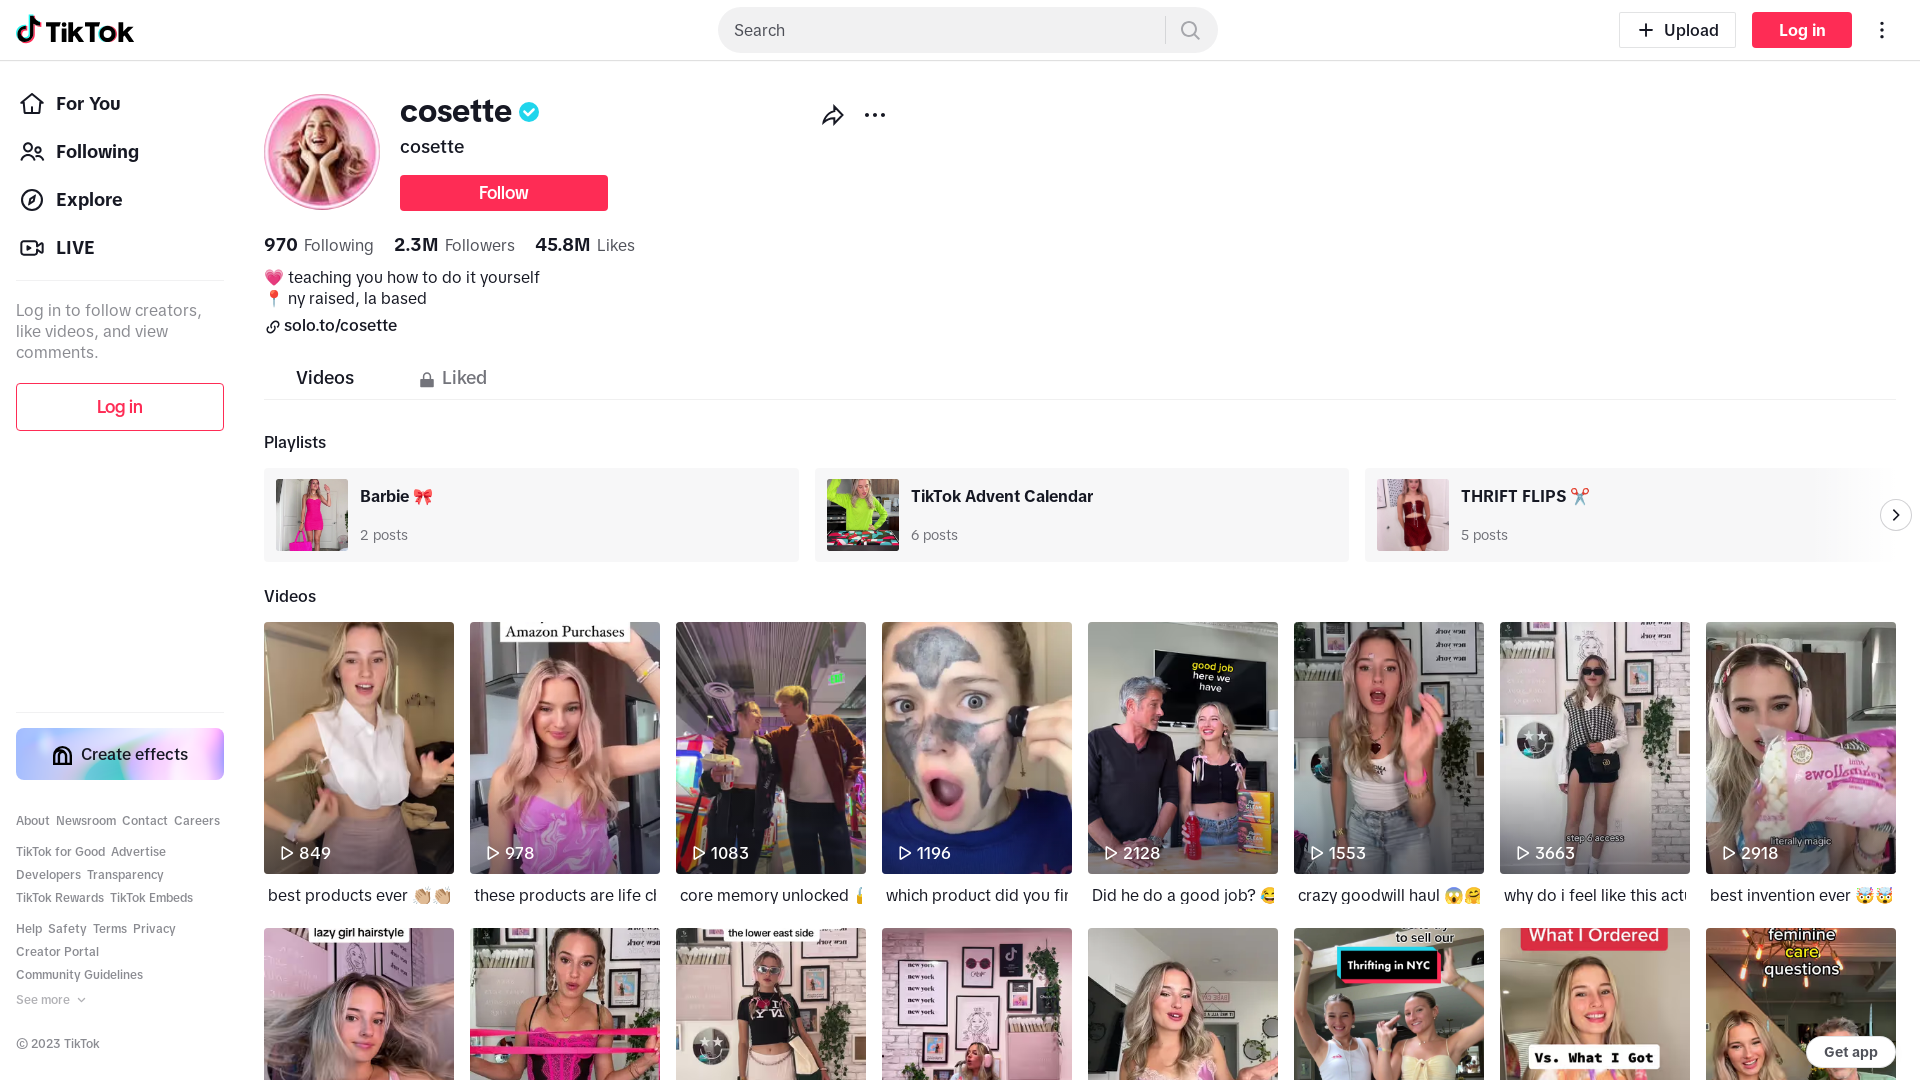 TikTok
Search
Upload
Log in
For You
Following
Explore
LIVE
Log in to follow creators,
like videos, and view
comments.
Log in
Create effects
About Newsroom Contact Careers
TikTok for Good Advertise
Developers Transparency
TikTok Rewards TikTok Embeds
Help Safety Terms Privacy
Creator Portal
Community Guidelines
See more
© 2023 TikTok
cosette
cosette
Follow
970 Following 2.3M Followers 45.8M Likes
💗 teaching you how to do it yourself
📍 ny raised, la based
solo.to/cosette
Videos
Liked
Playlists
Barbie 🎀
2 posts
TikTok Advent Calendar
6 posts
THRIFT FLIPS ✂️
5 posts
Videos
Amazon Purchases
good job
here we
have
step 6 access
literally magic
849
978
1083
1196
2128
1553
3663
2918
best products ever 👏🏼👏🏼
these products are life cl
core memory unlocked
which product did you fir
Did he do a good job? 😂
crazy goodwill haul 😱🤗
why do i feel like this actu
best invention ever 🤯🤯
lazy girl hairstyle
the lower east side
new york
new york
new york
new york
to sell our
Thrifting in NYC
What I Ordered
Vs. What I Got
feminine
care
questions
Get app